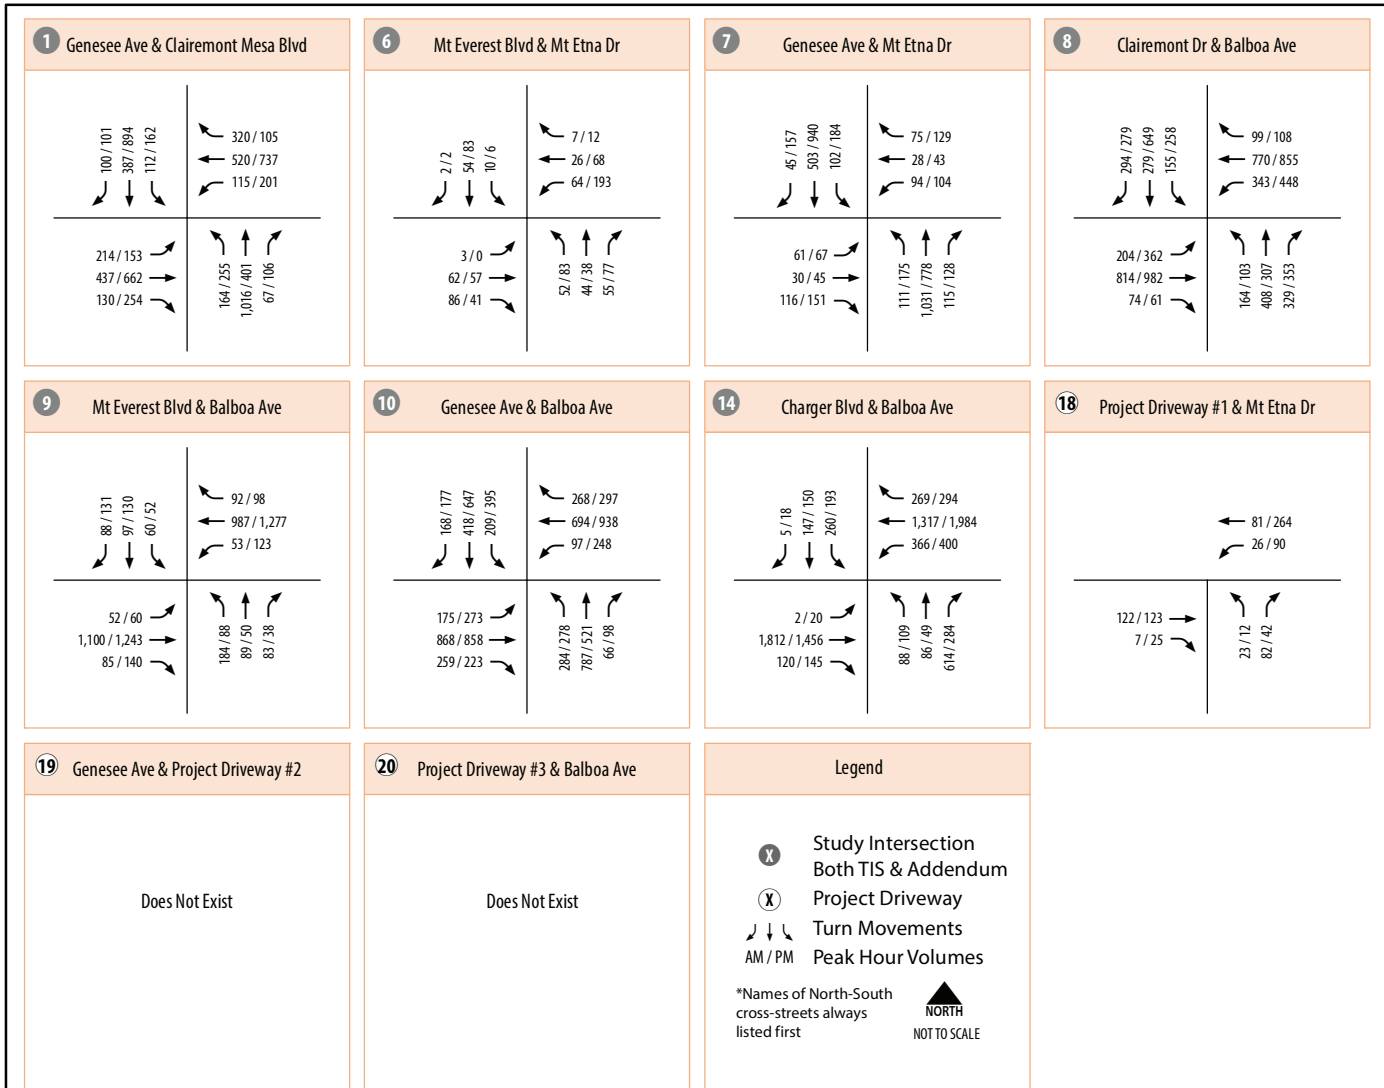 1 Genesee Ave & Clairemont Mesa Blvd
100 / 101
387 / 894
112 / 162
320 / 105
520 / 737
115 / 201
214 / 153
437 / 662
130 / 254
164 / 255
1,016 / 401
67 / 106
6 Mt Everest Blvd & Mt Etna Dr
2 / 2
54 / 83
10 / 6
7 / 12
26 / 68
64 / 193
3 / 0
62 / 57
86 / 41
52 / 83
44 / 38
55 / 77
7 Genesee Ave & Mt Etna Dr
45 / 157
503 / 940
102 / 184
75 / 129
28 / 43
94 / 104
61 / 67
30 / 45
116 / 151
111 / 175
1,031 / 778
115 / 128
8 Clairemont Dr & Balboa Ave
294 / 279
279 / 649
155 / 258
99 / 108
770 / 855
343 / 448
204 / 362
814 / 982
74 / 61
164 / 103
408 / 307
329 / 353
9 Mt Everest Blvd & Balboa Ave
88 / 131
97 / 130
60 / 52
92 / 98
987 / 1,277
53 / 123
52 / 60
1,100 / 1,243
85 / 140
184 / 88
89 / 50
83 / 38
10 Genesee Ave & Balboa Ave
168 / 177
418 / 647
209 / 395
268 / 297
694 / 938
97 / 248
175 / 273
868 / 858
259 / 223
284 / 278
787 / 521
66 / 98
14 Charger Blvd & Balboa Ave
5 / 18
147 / 150
260 / 193
269 / 294
1,317 / 1,984
366 / 400
2 / 20
1,812 / 1,456
120 / 145
88 / 109
86 / 49
614 / 284
18 Project Driveway #1 & Mt Etna Dr
81 / 264
26 / 90
122 / 123
7 / 25
23 / 12
82 / 42
19 Genesee Ave & Project Driveway #2
Does Not Exist
20 Project Driveway #3 & Balboa Ave
Does Not Exist
Legend
X Study Intersection
Both TIS & Addendum
X Project Driveway
Turn Movements
AM / PM Peak Hour Volumes
*Names of North-South
cross-streets always
listed first
NORTH
NOT TO SCALE